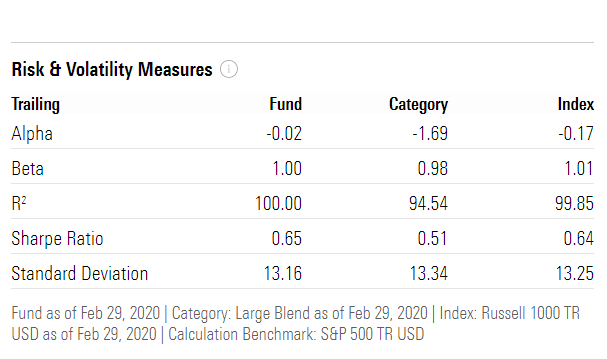 Risk & Volatility Measures
Trailing Fund Category Index
Alpha -0.02 -1.69 -0.17
Beta 1.00 0.98 1.01
R² 100.00 94.54 99.85
Sharpe Ratio 0.65 0.51 0.64
Standard Deviation 13.16 13.34 13.25
Fund as of Feb 29, 2020 | Category: Large Blend as of Feb 29, 2020 | Index: Russell 1000 TR
USD as of Feb 29, 2020 | Calculation Benchmark: S&P 500 TR USD